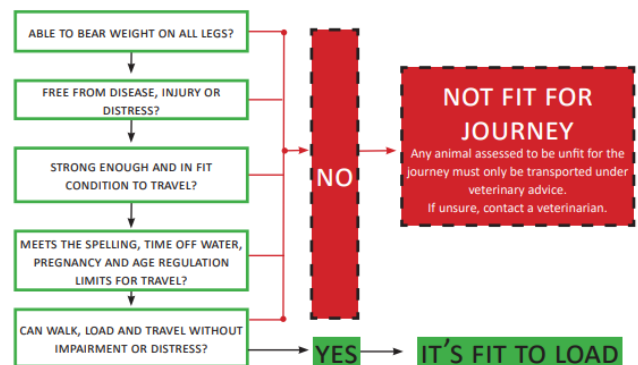 ABLE TO BEAR WEIGHT ON ALL LEGS?
FREE FROM DISEASE, INJURY OR
DISTRESS?
STRONG ENOUGH AND IN FIT
CONDITION TO TRAVEL?
MEETS THE SPELLING, TIME OFF WATER,
PREGNANCY AND AGE REGULATION
LIMITS FOR TRAVEL?
CAN WALK, LOAD AND TRAVEL WITHOUT
IMPAIRMENT OR DISTRESS?
NO
NOT FIT FOR
JOURNEY
Any animal assessed to be unfit for the
journey must only be transported under
veterinary advice.
If unsure, contact a veterinarian.
YES
IT'S FIT TO LOAD